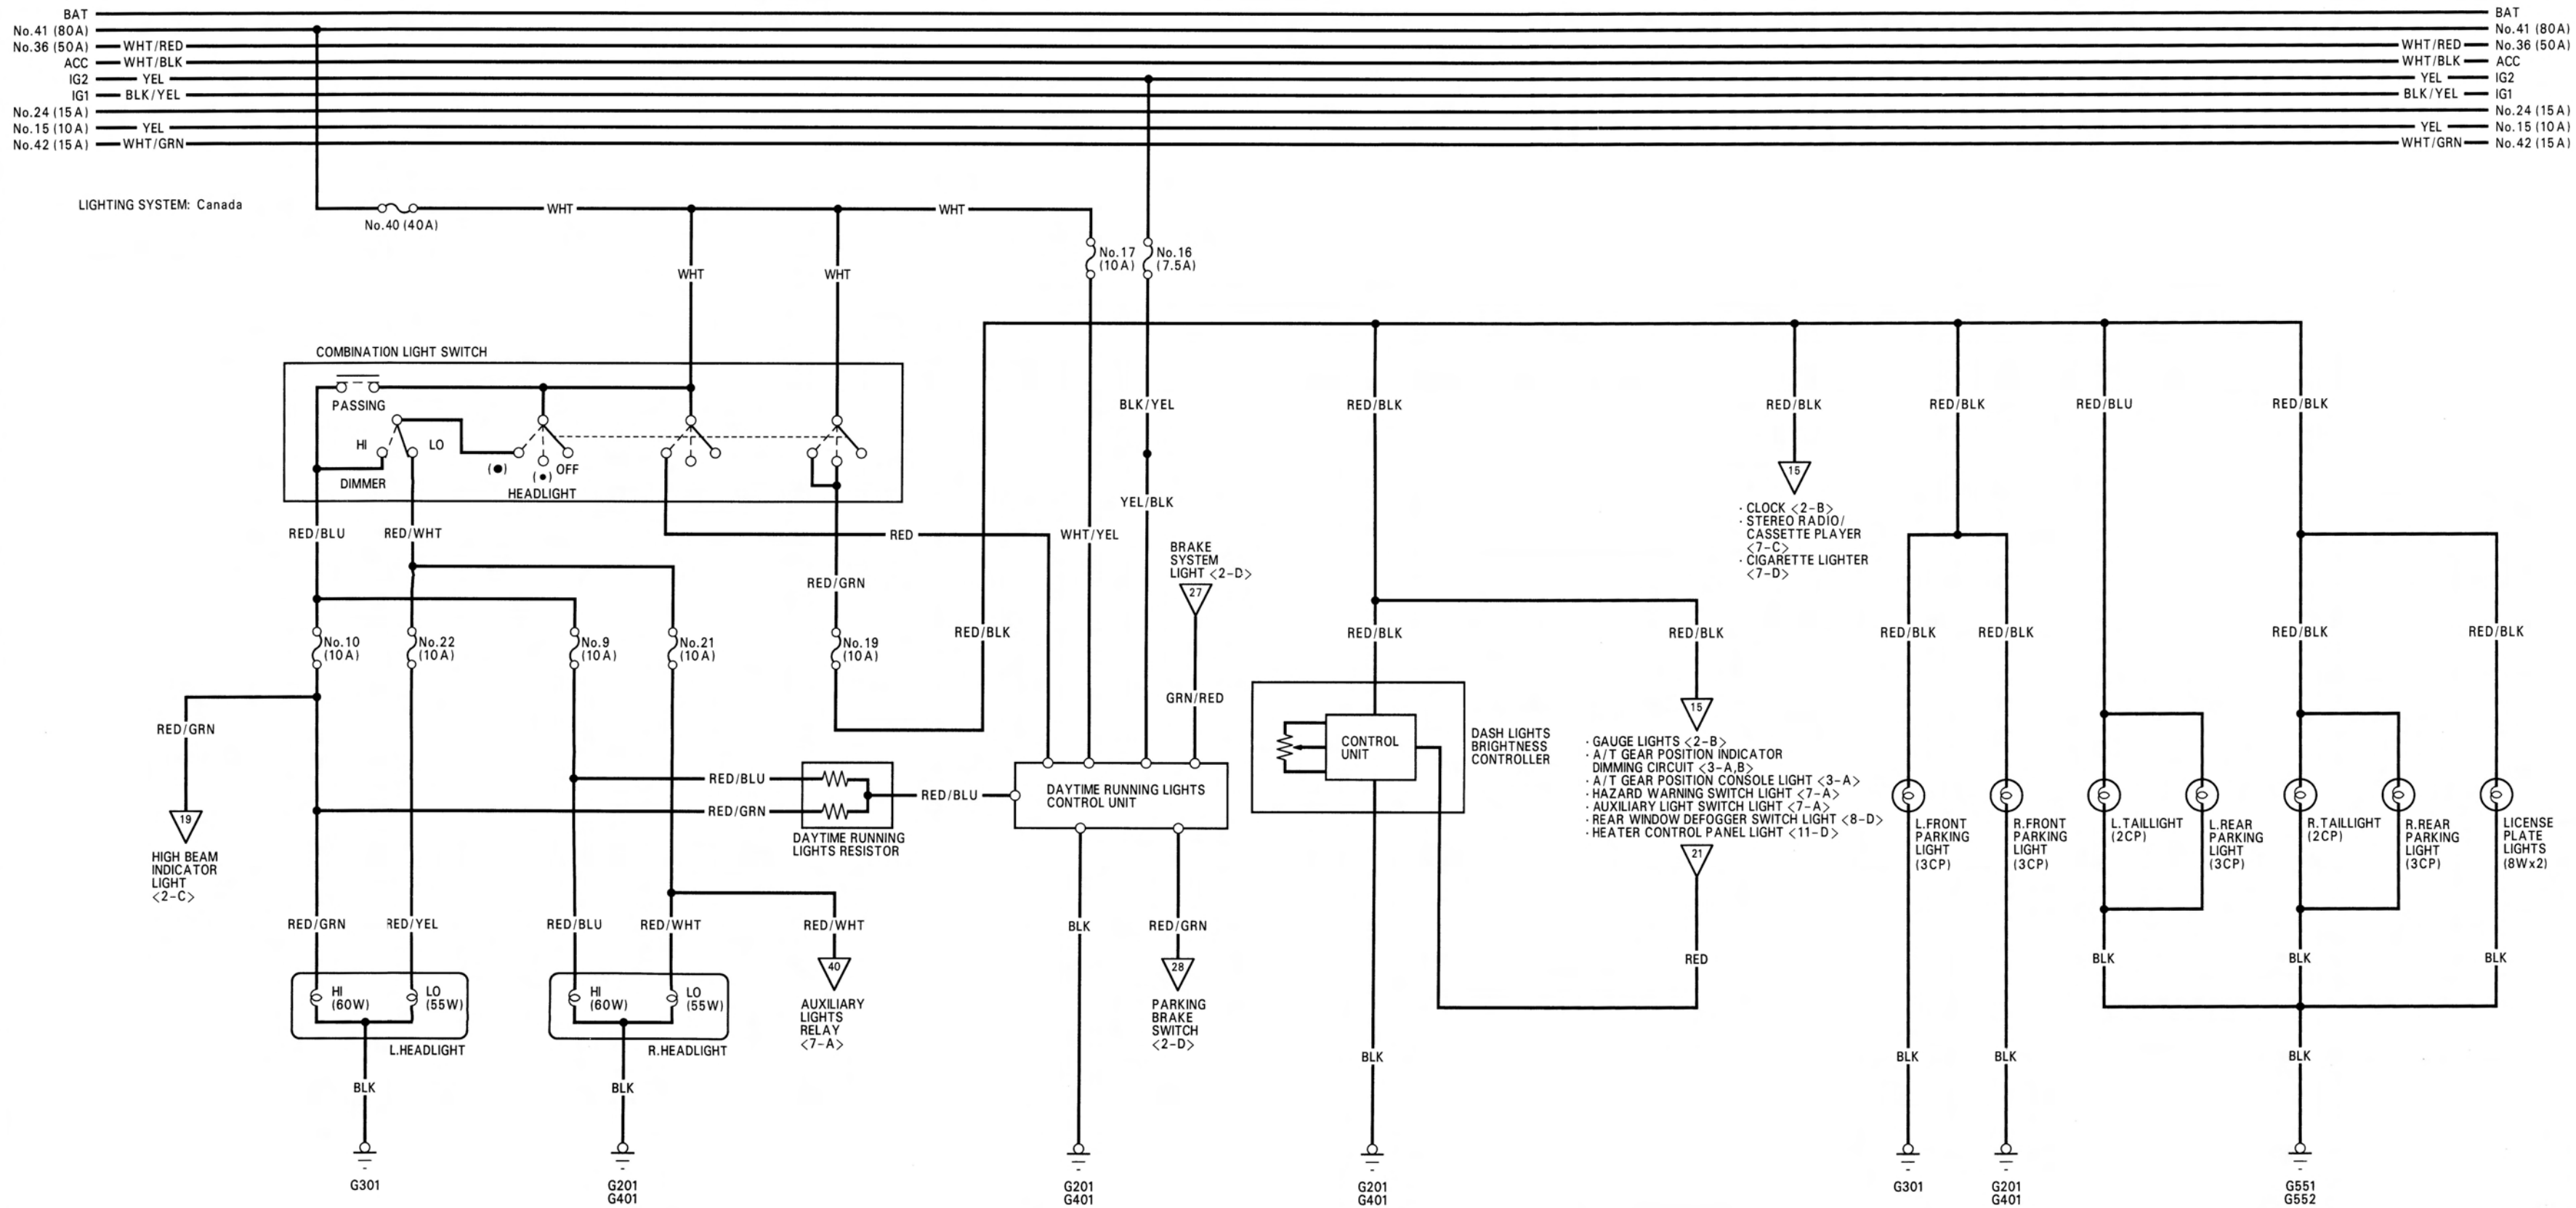 BAT
No.41 (80A)
No.36 (50A) WHT/RED
ACC WHT/BLK
IG2 YEL
IG1 BLK/YEL
No.24 (15A)
No.15 (10A) YEL
No.42 (15A) WHT/GRN
BAT
No.41 (80A)
WHT/RED No.36 (50A)
WHT/BLK ACC
YEL IG2
BLK/YEL IG1
No.24 (15A)
YEL No.15 (10A)
WHT/GRN No.42 (15A)
LIGHTING SYSTEM: Canada
No.40 (40A)
WHT
WHT
WHT
WHT
No.17
(10A)
No.16
(7.5A)
COMBINATION LIGHT SWITCH
PASSING
HI
LO
DIMMER
OFF
HEADLIGHT
BLK/YEL
RED/BLK
RED/BLK
RED/BLK
RED/BLU
RED/BLK
15
· CLOCK <2-B>
· STEREO RADIO/
CASSETTE PLAYER
<7-C>
· CIGARETTE LIGHTER
<7-D>
YEL/BLK
RED/BLU
RED/WHT
RED
WHT/YEL
BRAKE
SYSTEM
LIGHT <2-D>
27
RED/GRN
RED/BLK
RED/BLK
RED/BLK
RED/BLK
RED/BLK
RED/BLK
RED/BLK
No.10
(10A)
No.22
(10A)
No.9
(10A)
No.21
(10A)
No.19
(10A)
GRN/RED
RED/GRN
19
HIGH BEAM
INDICATOR
LIGHT
<2-C>
RED/BLU
RED/GRN
RED/BLU
DAYTIME RUNNING
LIGHTS RESISTOR
DAYTIME RUNNING LIGHTS
CONTROL UNIT
CONTROL
UNIT
DASH LIGHTS
BRIGHTNESS
CONTROLLER
15
· GAUGE LIGHTS <2-B>
· A/T GEAR POSITION INDICATOR
DIMMING CIRCUIT <3-A,B>
· A/T GEAR POSITION CONSOLE LIGHT <3-A>
· HAZARD WARNING SWITCH LIGHT <7-A>
· AUXILIARY LIGHT SWITCH LIGHT <7-A>
· REAR WINDOW DEFOGGER SWITCH LIGHT <8-D>
· HEATER CONTROL PANEL LIGHT <11-D>
21
L.FRONT
PARKING
LIGHT
(3CP)
R.FRONT
PARKING
LIGHT
(3CP)
L.TAILLIGHT
(2CP)
L.REAR
PARKING
LIGHT
(3CP)
R.TAILLIGHT
(2CP)
R.REAR
PARKING
LIGHT
(3CP)
LICENSE
PLATE
LIGHTS
(8Wx2)
RED/GRN
RED/YEL
RED/BLU
RED/WHT
RED/WHT
BLK
RED/GRN
RED
BLK
BLK
BLK
40
AUXILIARY
LIGHTS
RELAY
<7-A>
28
PARKING
BRAKE
SWITCH
<2-D>
HI
(60W)
LO
(55W)
L.HEADLIGHT
HI
(60W)
LO
(55W)
R.HEADLIGHT
BLK
BLK
BLK
BLK
BLK
BLK
G301
G201
G401
G201
G401
G201
G401
G301
G201
G401
G551
G552